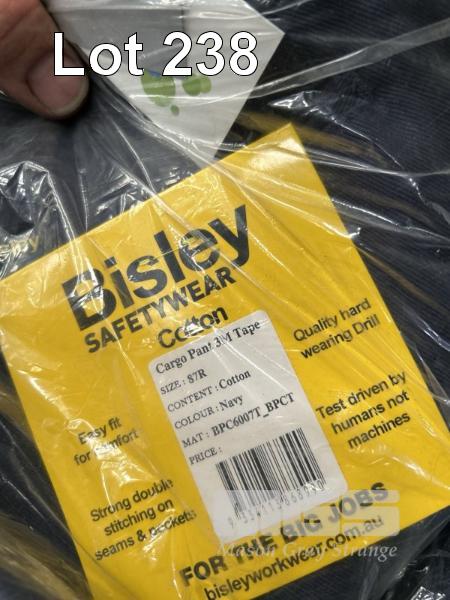 Lot 238
Bisley
SAFETYWEAR
Cotton
Quality hard
wearing Drill
Easy fit
for comfort
Test driven by
humans not
machines
Strong double
stitching on
seams & pockets
Cargo Pant 3M Tape
SIZE : 87R
CONTENT : Cotton
COLOUR : Navy
MAT : BPC6007T_BPCT
PRICE :
FOR THE BIG JOBS
bisleyworkwear.com.au
Mason Gray Strange